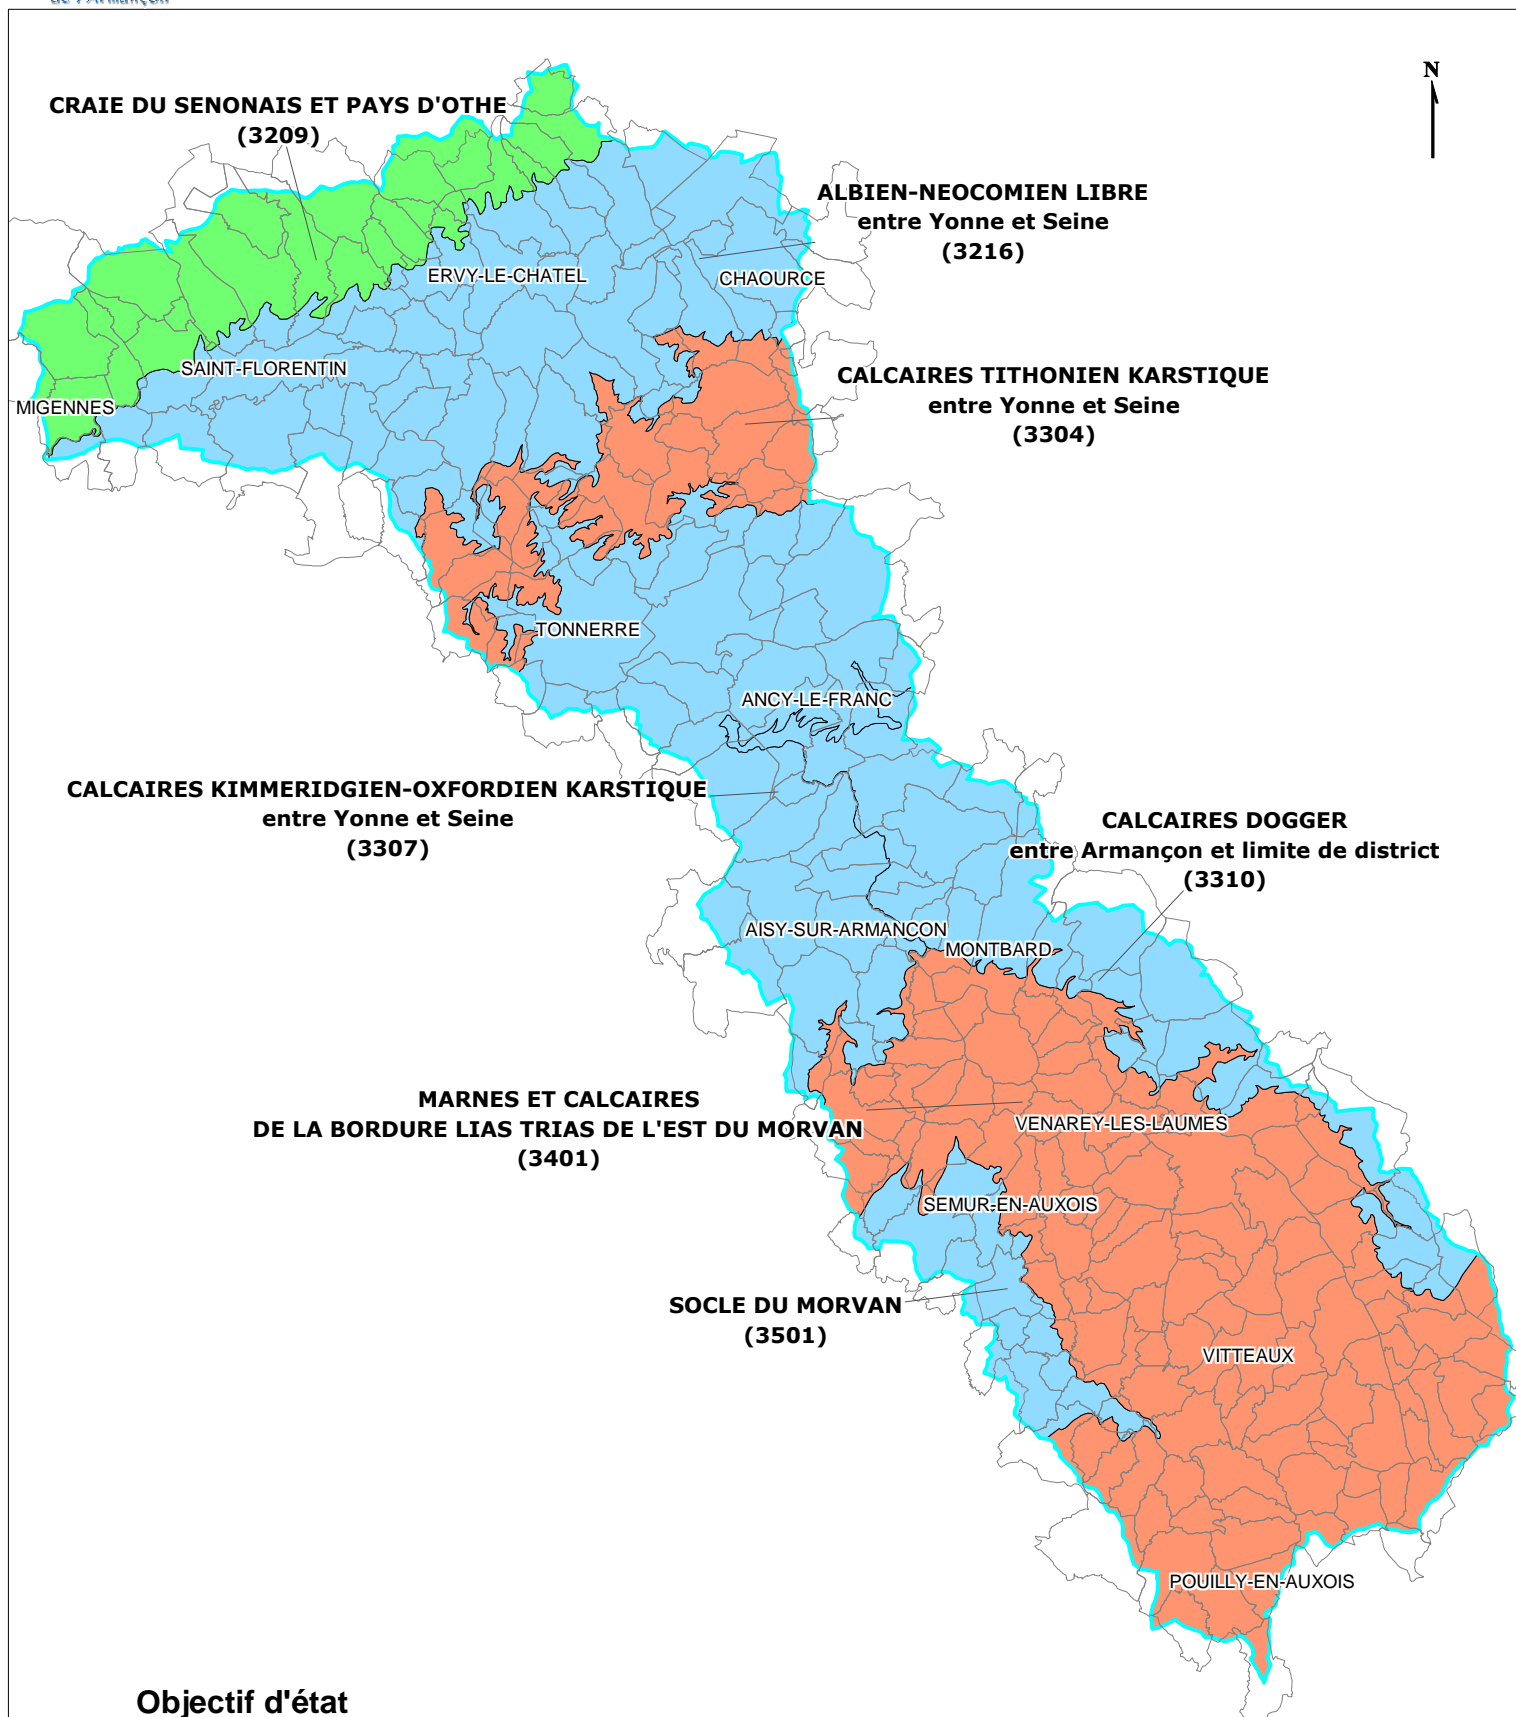 de l'Armançon
N
CRAIE DU SENONAIS ET PAYS D'OTHE
(3209)
ALBIEN-NEOCOMIEN LIBRE
entre Yonne et Seine
(3216)
ERVY-LE-CHATEL
CHAOURCE
SAINT-FLORENTIN
CALCAIRES TITHONIEN KARSTIQUE
entre Yonne et Seine
(3304)
MIGENNES
TONNERRE
ANCY-LE-FRANC
CALCAIRES KIMMERIDGIEN-OXFORDIEN KARSTIQUE
entre Yonne et Seine
(3307)
CALCAIRES DOGGER
entre Armançon et limite de district
(3310)
AISY-SUR-ARMANCON
MONTBARD
MARNES ET CALCAIRES
DE LA BORDURE LIAS TRIAS DE L'EST DU MORVAN
(3401)
VENAREY-LES-LAUMES
SEMUR-EN-AUXOIS
SOCLE DU MORVAN
(3501)
VITTEAUX
POUILLY-EN-AUXOIS
Objectif d'état